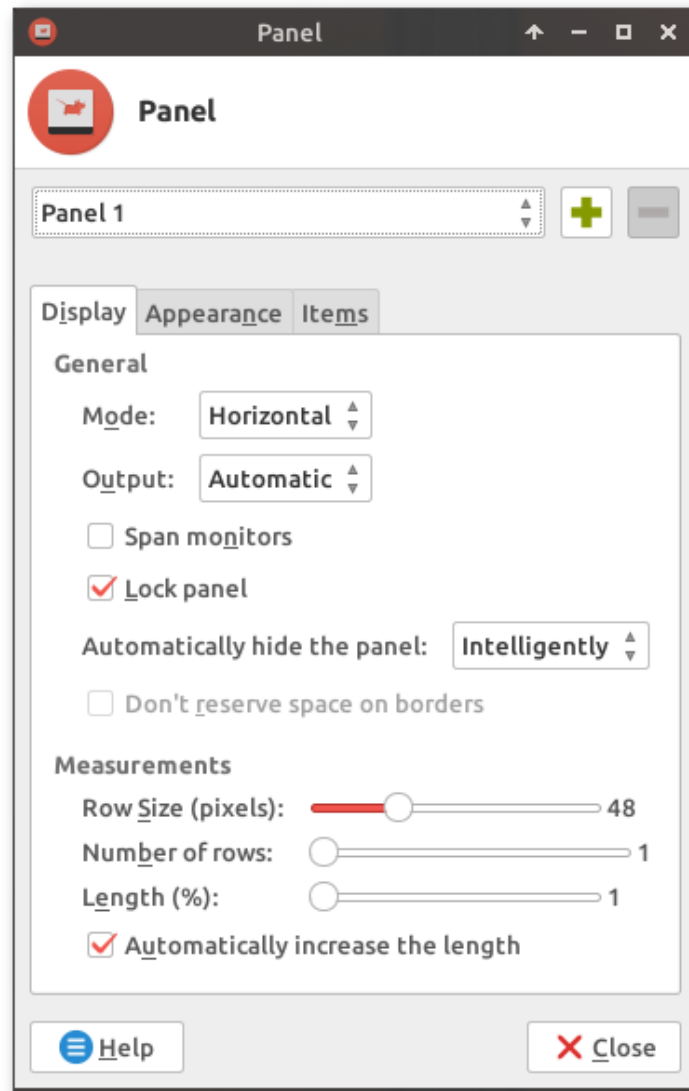 Panel
Panel
Panel 1
Display Appearance Items
General
Mode: Horizontal
Output: Automatic
Span monitors
Lock panel
Automatically hide the panel: Intelligently
Don't reserve space on borders
Measurements
Row Size (pixels): 48
Number of rows: 1
Length (%): 1
Automatically increase the length
Help Close